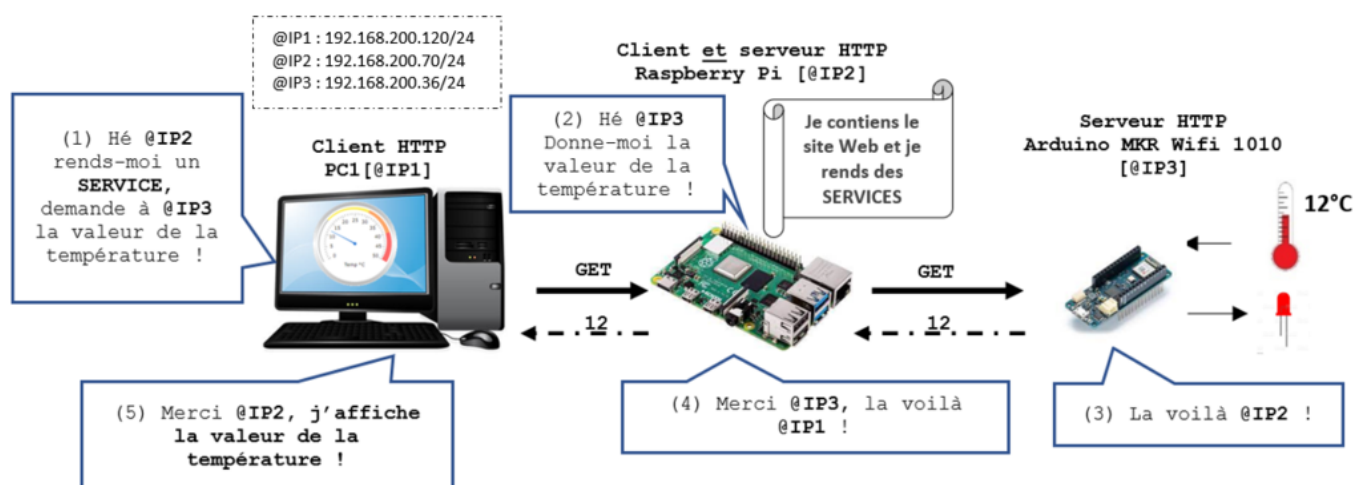 @IP1 : 192.168.200.120/24
@IP2 : 192.168.200.70/24
@IP3 : 192.168.200.36/24
Client et serveur HTTP
Raspberry Pi [@IP2]
(1) Hé @IP2
rends-moi un
SERVICE,
demande à @IP3
la valeur de la
température !
Client HTTP
PC1[@IP1]
(2) Hé @IP3
Donne-moi la
valeur de la
température !
Je contiens le
site Web et je
rends des
SERVICES
Serveur HTTP
Arduino MKR Wifi 1010
[@IP3]
12°C
Temp °C
GET
12
GET
12
(5) Merci @IP2, j’affiche
la valeur de la
température !
(4) Merci @IP3, la voilà
@IP1 !
(3) La voilà @IP2 !